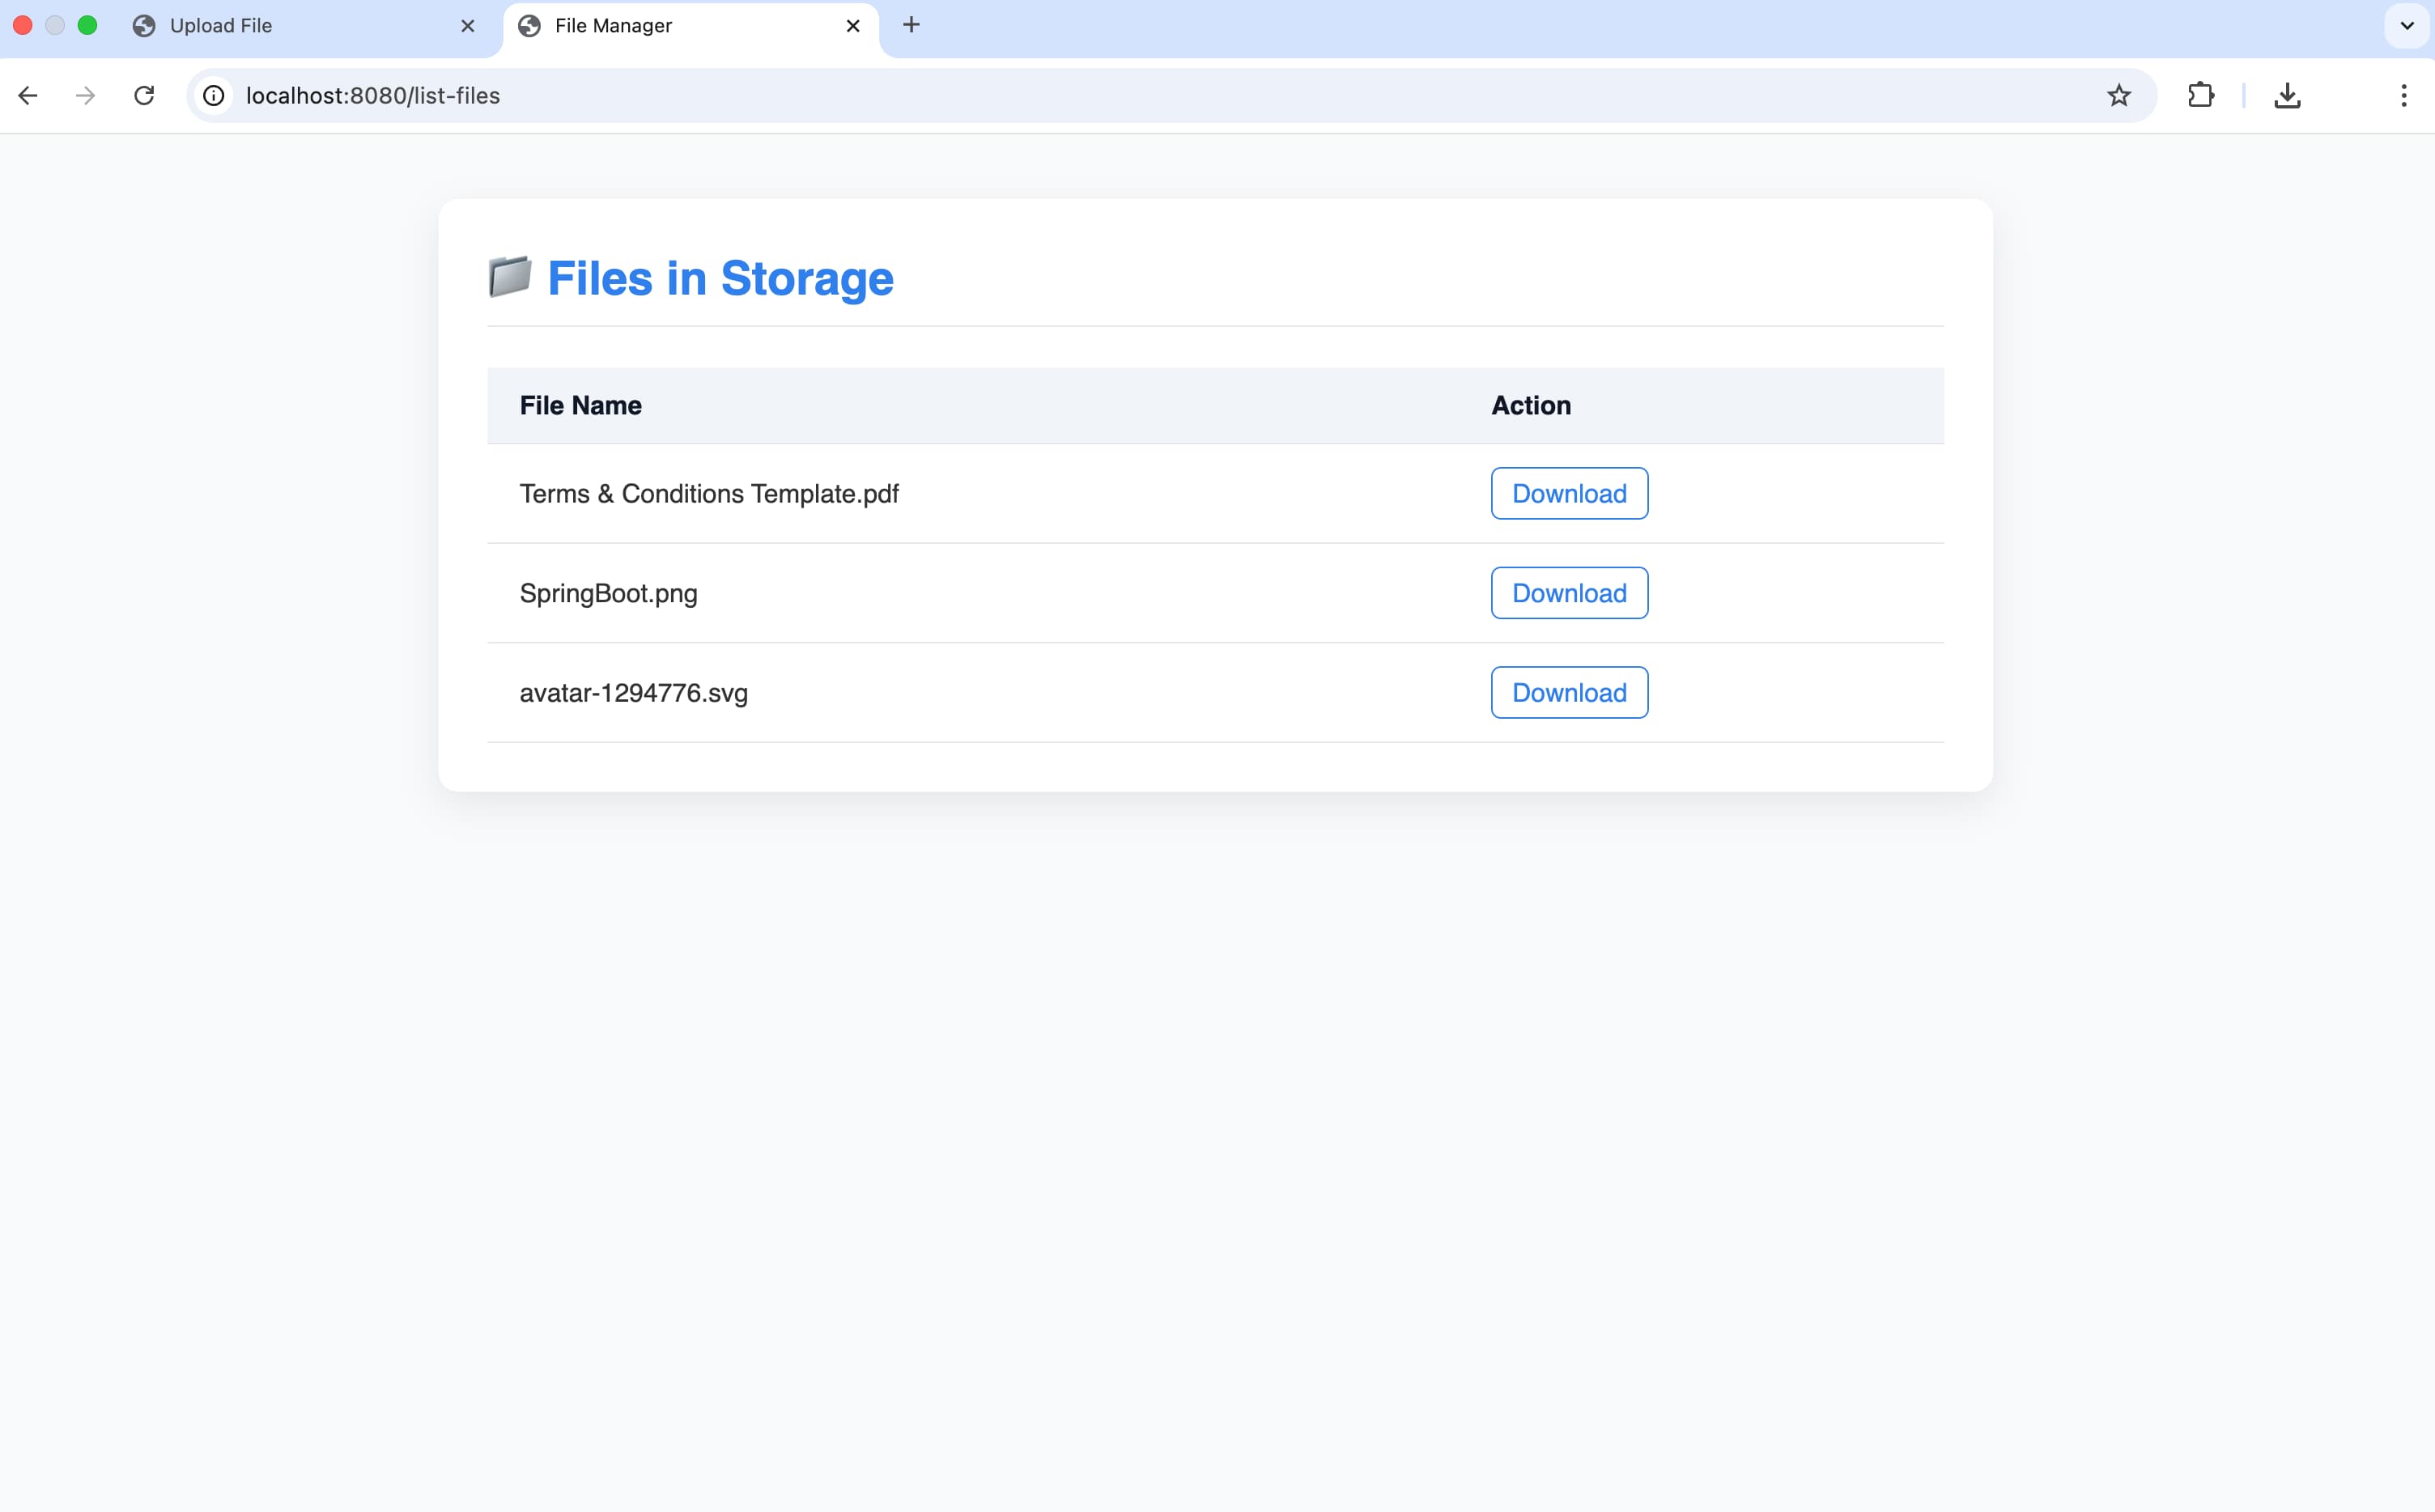 Upload File
File Manager
localhost:8080/list-files
Files in Storage
File Name Action
Terms & Conditions Template.pdf Download
SpringBoot.png Download
avatar-1294776.svg Download